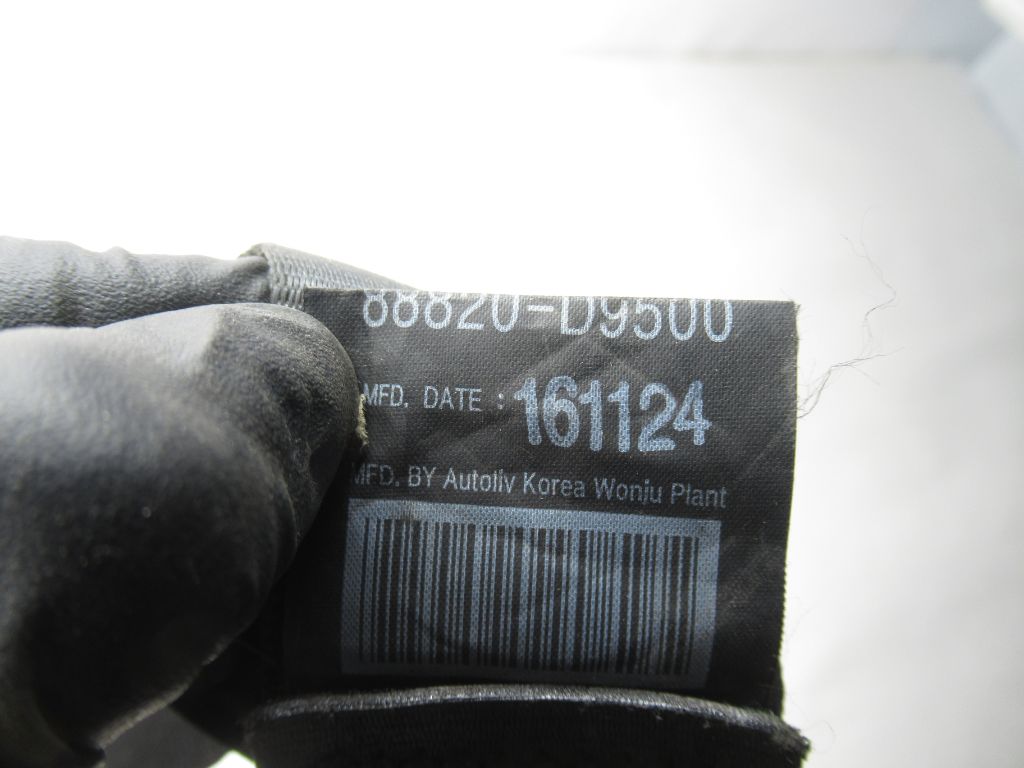 88820-D9500
MFD. DATE : 161124
MFD. BY Autoliv Korea Wonju Plant